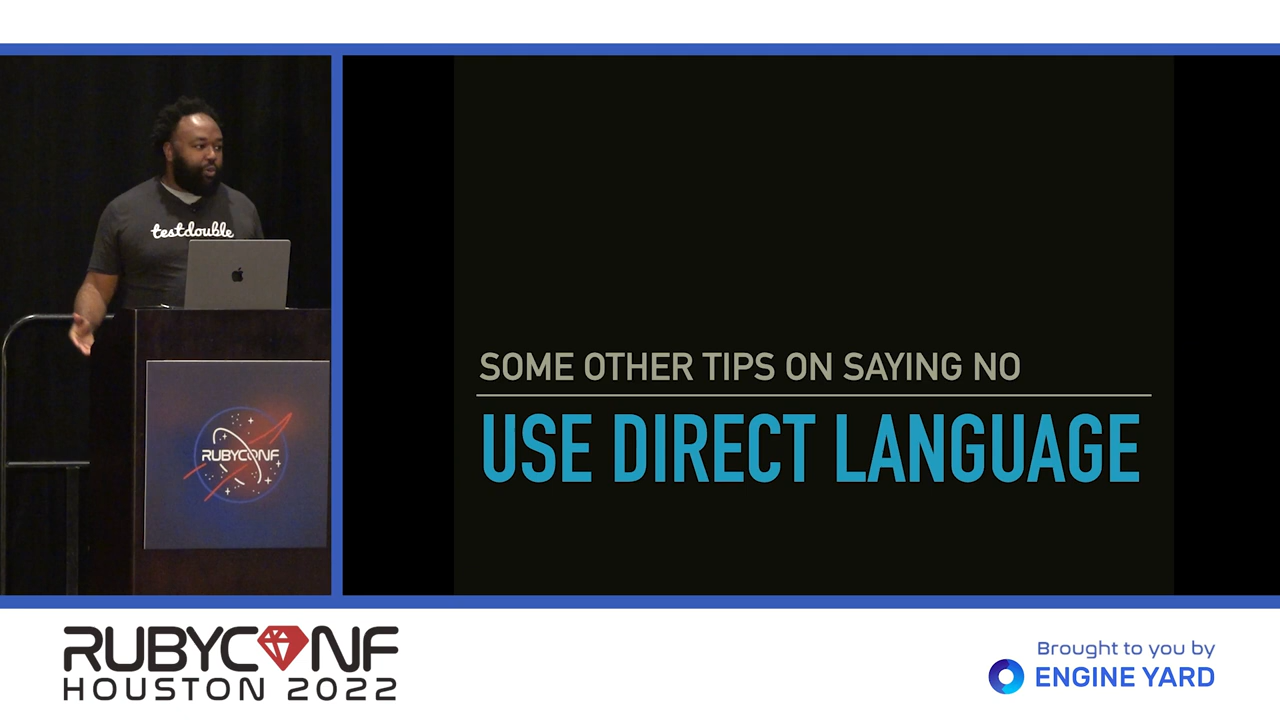 testdouble
RUBYCONF
SOME OTHER TIPS ON SAYING NO
USE DIRECT LANGUAGE
RUBYCONF
HOUSTON 2022
Brought to you by
ENGINE YARD